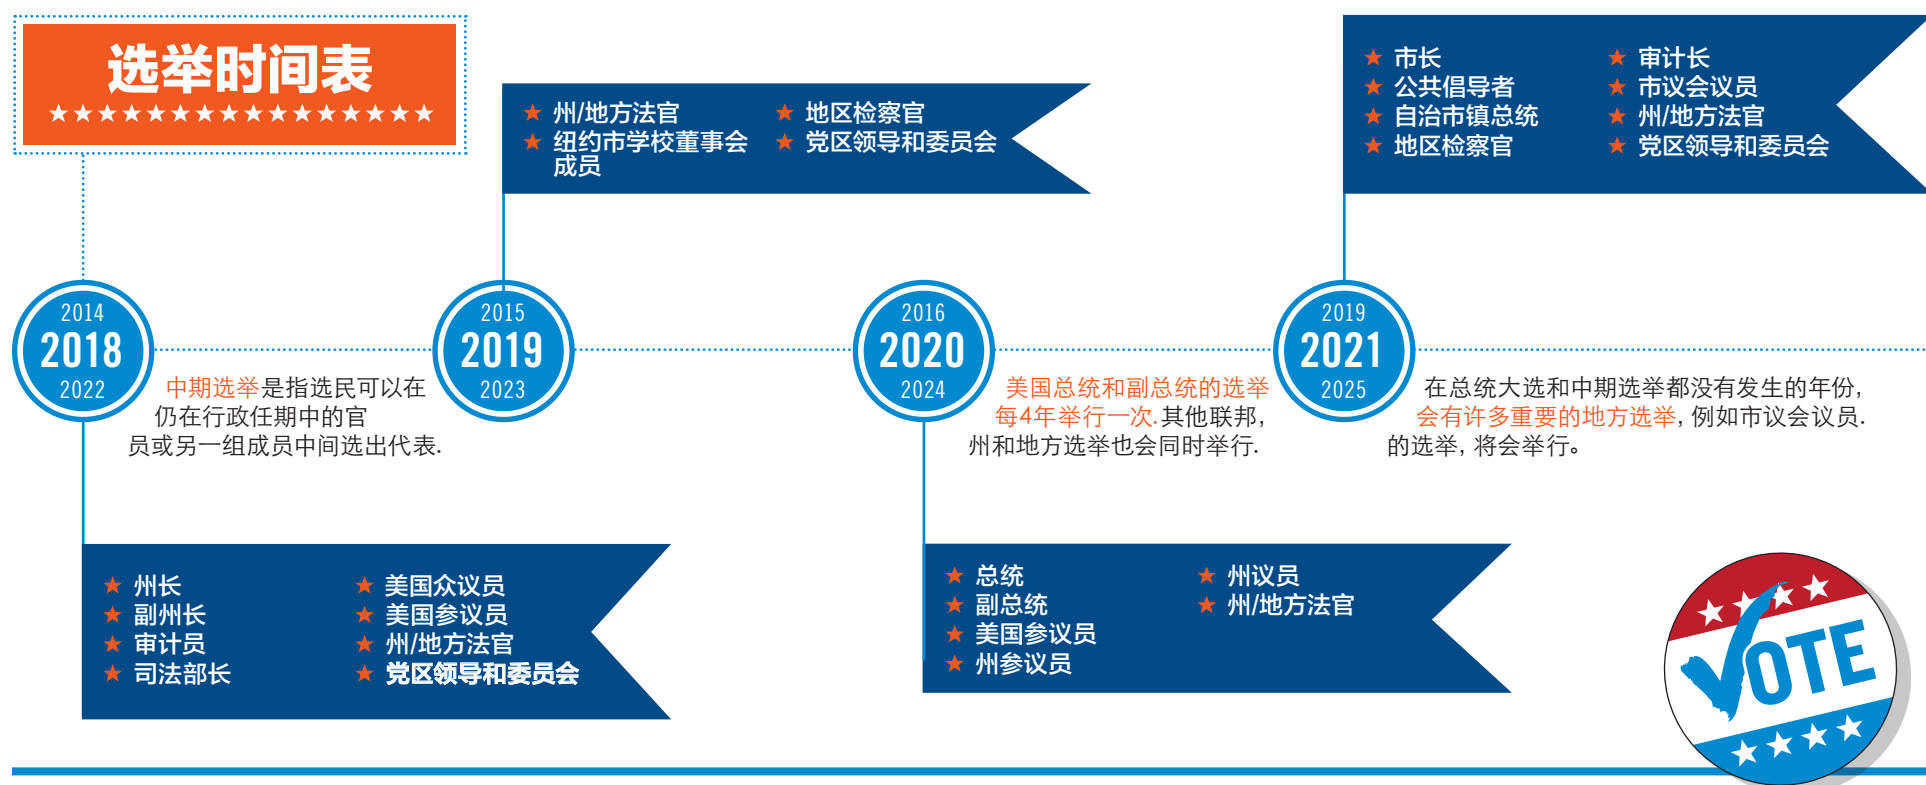 选举时间表
州/地方法官
纽约市学校董事会
成员
地区检察官
党区领导和委员会
市长
公共倡导者
自治市镇总统
地区检察官
审计长
市议会议员
州/地方法官
党区领导和委员会
2014
2018
2022
中期选举是指选民可以在
仍在行政任期中的官
员或另一组成员中间选出代表.
2015
2019
2023
2016
2020
2024
美国总统和副总统的选举
每4年举行一次.其他联邦,
州和地方选举也会同时举行.
2019
2021
2025
在总统大选和中期选举都没有发生的年份,
会有许多重要的地方选举, 例如市议会议员.
的选举, 将会举行。
州长
副州长
审计员
司法部长
美国众议员
美国参议员
州/地方法官
党区领导和委员会
总统
副总统
美国参议员
州参议员
州议员
州/地方法官
VOTE